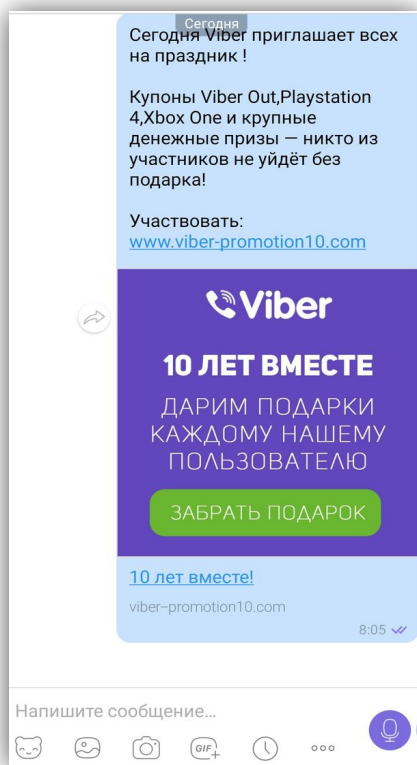 Сегодня
Сегодня Viber приглашает всех
на праздник !
Купоны Viber Out,Playstation
4,Xbox One и крупные
денежные призы — никто из
участников не уйдёт без
подарка!
Участвовать:
www.viber-promotion10.com
Viber
10 ЛЕТ ВМЕСТЕ
ДАРИМ ПОДАРКИ
КАЖДОМУ НАШЕМУ
ПОЛЬЗОВАТЕЛЮ
ЗАБРАТЬ ПОДАРОК
10 лет вместе!
viber–promotion10.com
8:05
Напишите сообщение...
GIF